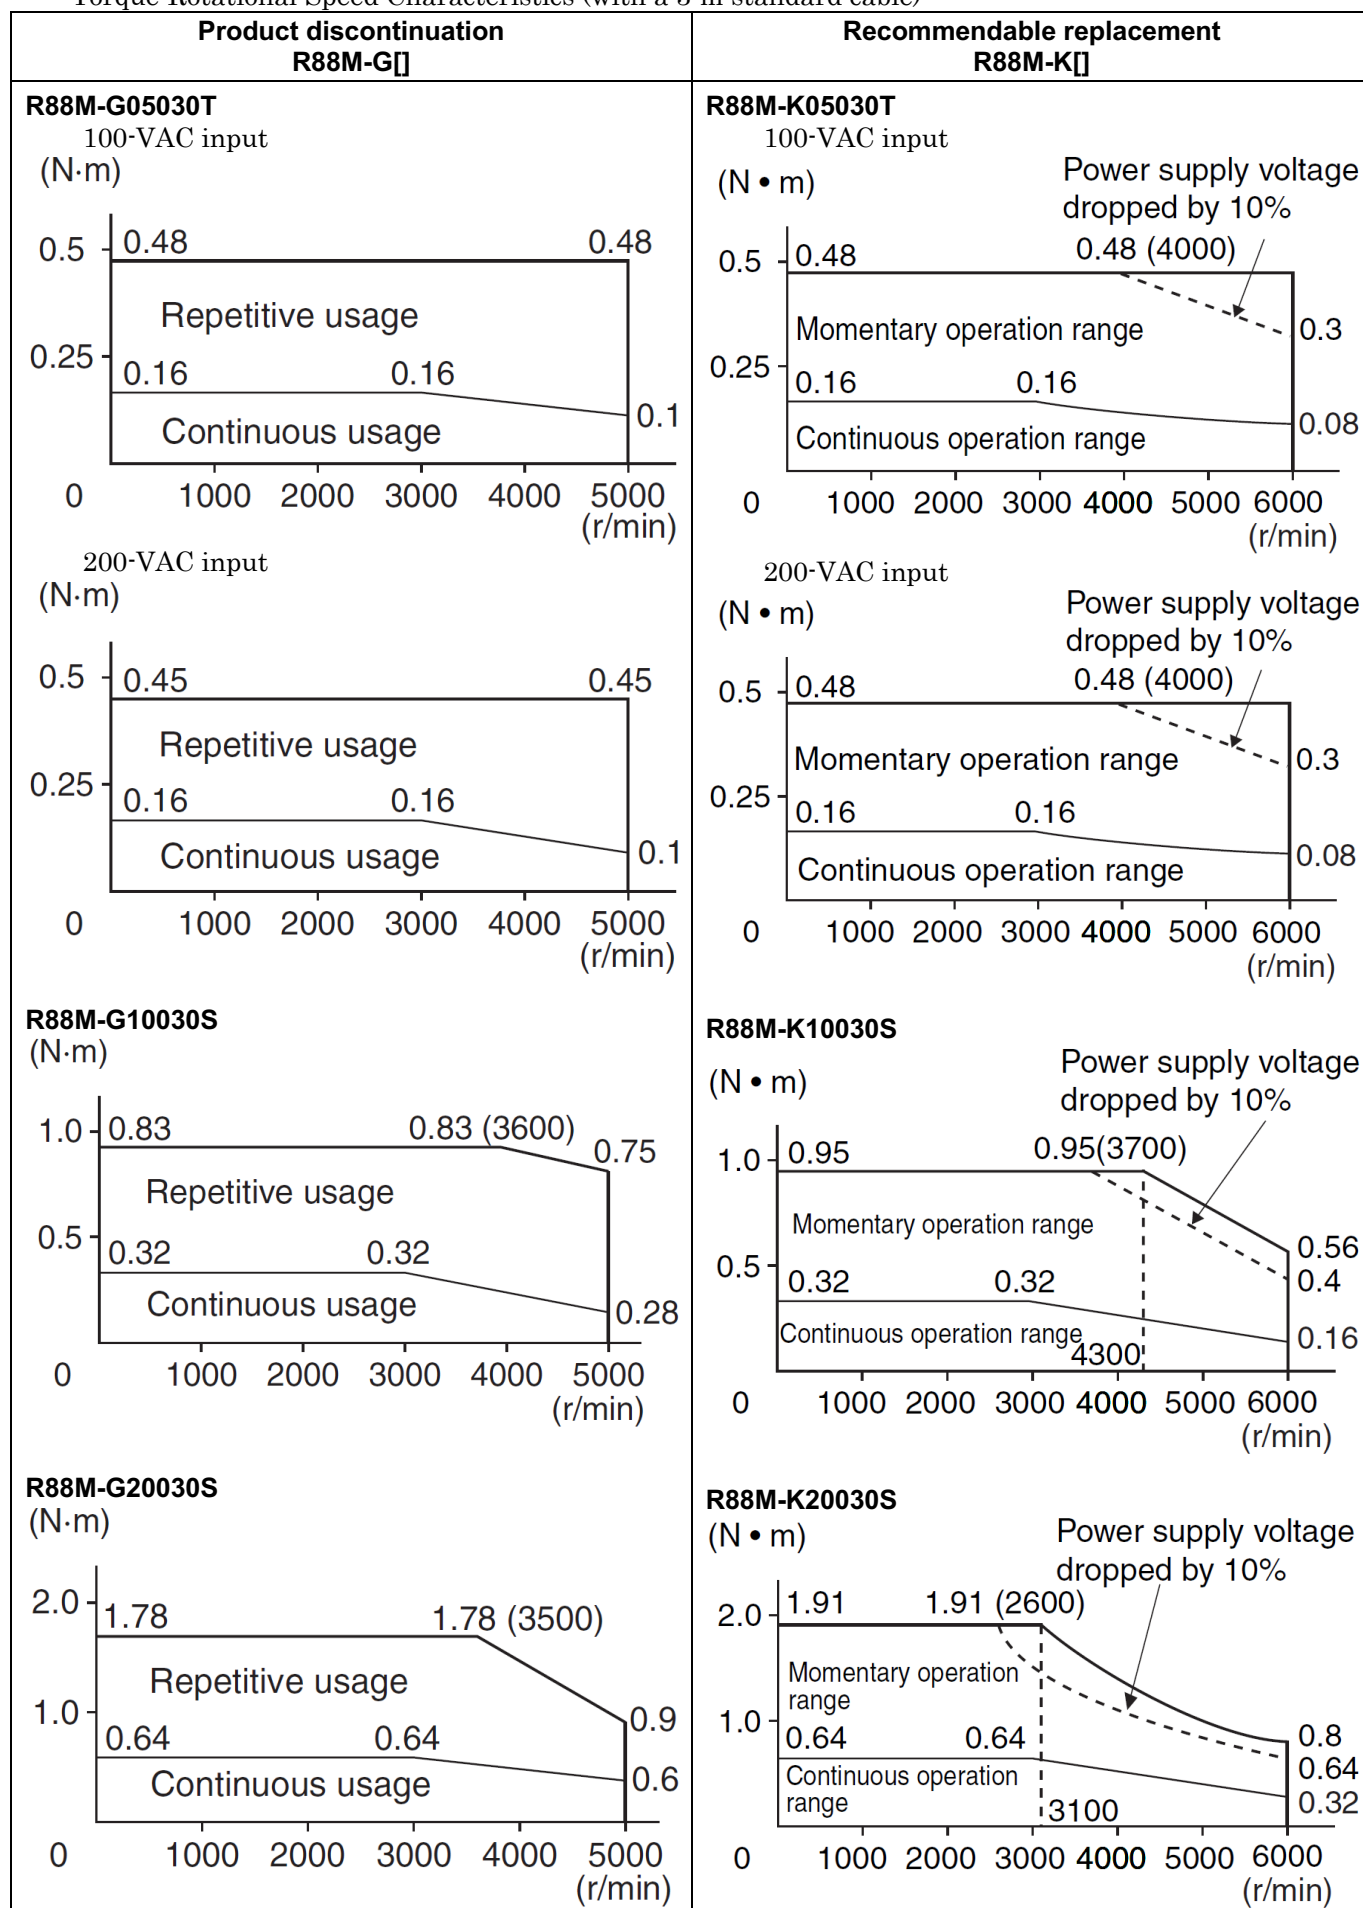 Torque-Rotational Speed Characteristics (with a 3-m standard cable)
Product discontinuation
R88M-G[]
Recommendable replacement
R88M-K[]
R88M-G05030T
100-VAC input
(N·m)
0.5
0.48
0.48
Repetitive usage
0.25
0.16
0.16
0.1
Continuous usage
0
1000
2000
3000
4000
5000
(r/min)
200-VAC input
(N·m)
0.5
0.45
0.45
Repetitive usage
0.25
0.16
0.16
0.1
Continuous usage
0
1000
2000
3000
4000
5000
(r/min)
R88M-G10030S
(N·m)
1.0
0.83
0.83 (3600)
0.75
Repetitive usage
0.5
0.32
0.32
Continuous usage
0.28
0
1000
2000
3000
4000
5000
(r/min)
R88M-G20030S
(N·m)
2.0
1.78
1.78 (3500)
Repetitive usage
1.0
0.9
0.64
0.64
Continuous usage
0.6
0
1000
2000
3000
4000
5000
(r/min)
R88M-K05030T
100-VAC input
(N • m)
Power supply voltage
dropped by 10%
0.5
0.48
0.48 (4000)
Momentary operation range
0.3
0.25
0.16
0.16
Continuous operation range
0.08
0
1000
2000
3000
4000
5000
6000
(r/min)
200-VAC input
(N • m)
Power supply voltage
dropped by 10%
0.5
0.48
0.48 (4000)
Momentary operation range
0.3
0.25
0.16
0.16
Continuous operation range
0.08
0
1000
2000
3000
4000
5000
6000
(r/min)
R88M-K10030S
(N • m)
Power supply voltage
dropped by 10%
1.0
0.95
0.95(3700)
Momentary operation range
0.56
0.5
0.4
0.32
0.32
Continuous operation range
0.16
4300
0
1000
2000
3000
4000
5000
6000
(r/min)
R88M-K20030S
(N • m)
Power supply voltage
dropped by 10%
2.0
1.91
1.91 (2600)
Momentary operation
range
1.0
0.64
0.64
0.8
0.64
Continuous operation
range
0.32
3100
0
1000
2000
3000
4000
5000
6000
(r/min)